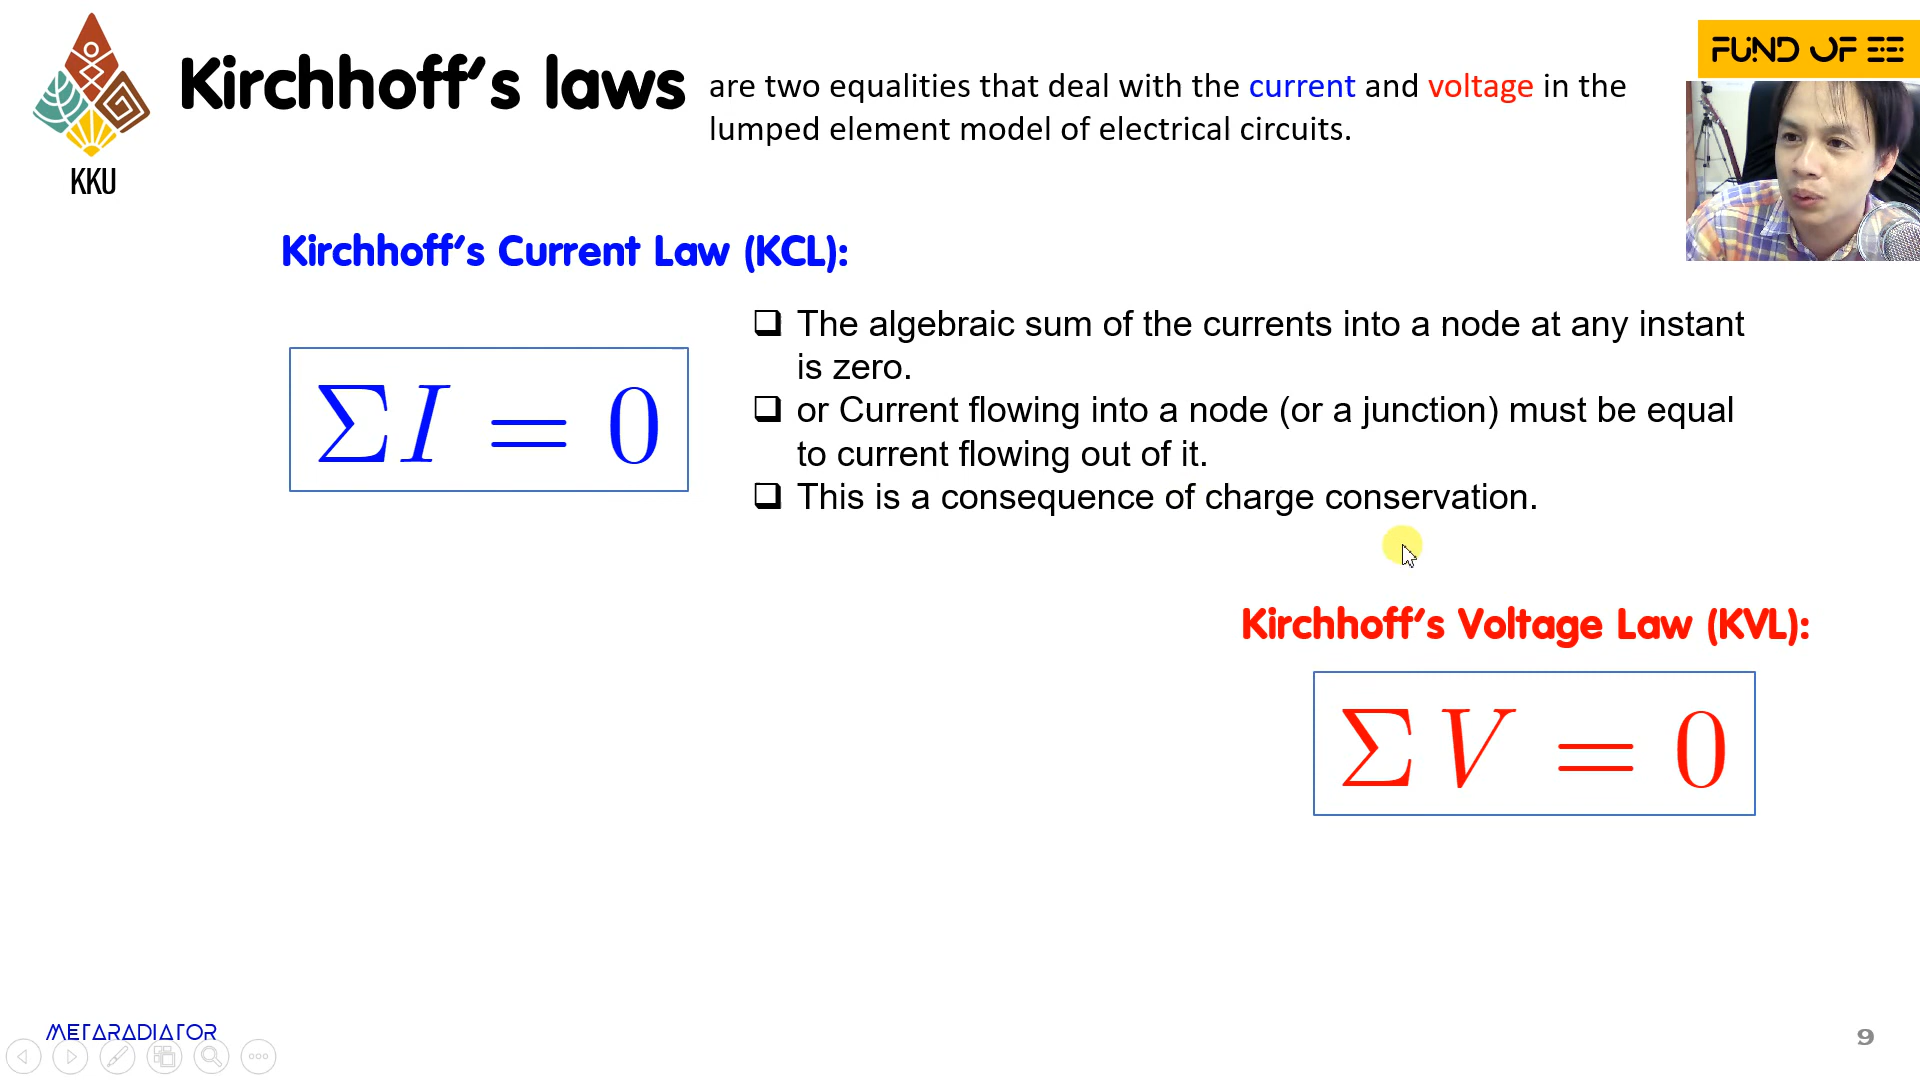 KKU
Kirchhoff's laws
are two equalities that deal with the current and voltage in the
lumped element model of electrical circuits.
FUND OF EE
Kirchhoff's Current Law (KCL):
ΣI = 0
❑ The algebraic sum of the currents into a node at any instant
is zero.
❑ or Current flowing into a node (or a junction) must be equal
to current flowing out of it.
❑ This is a consequence of charge conservation.
Kirchhoff's Voltage Law (KVL):
ΣV = 0
METARADIATOR
9